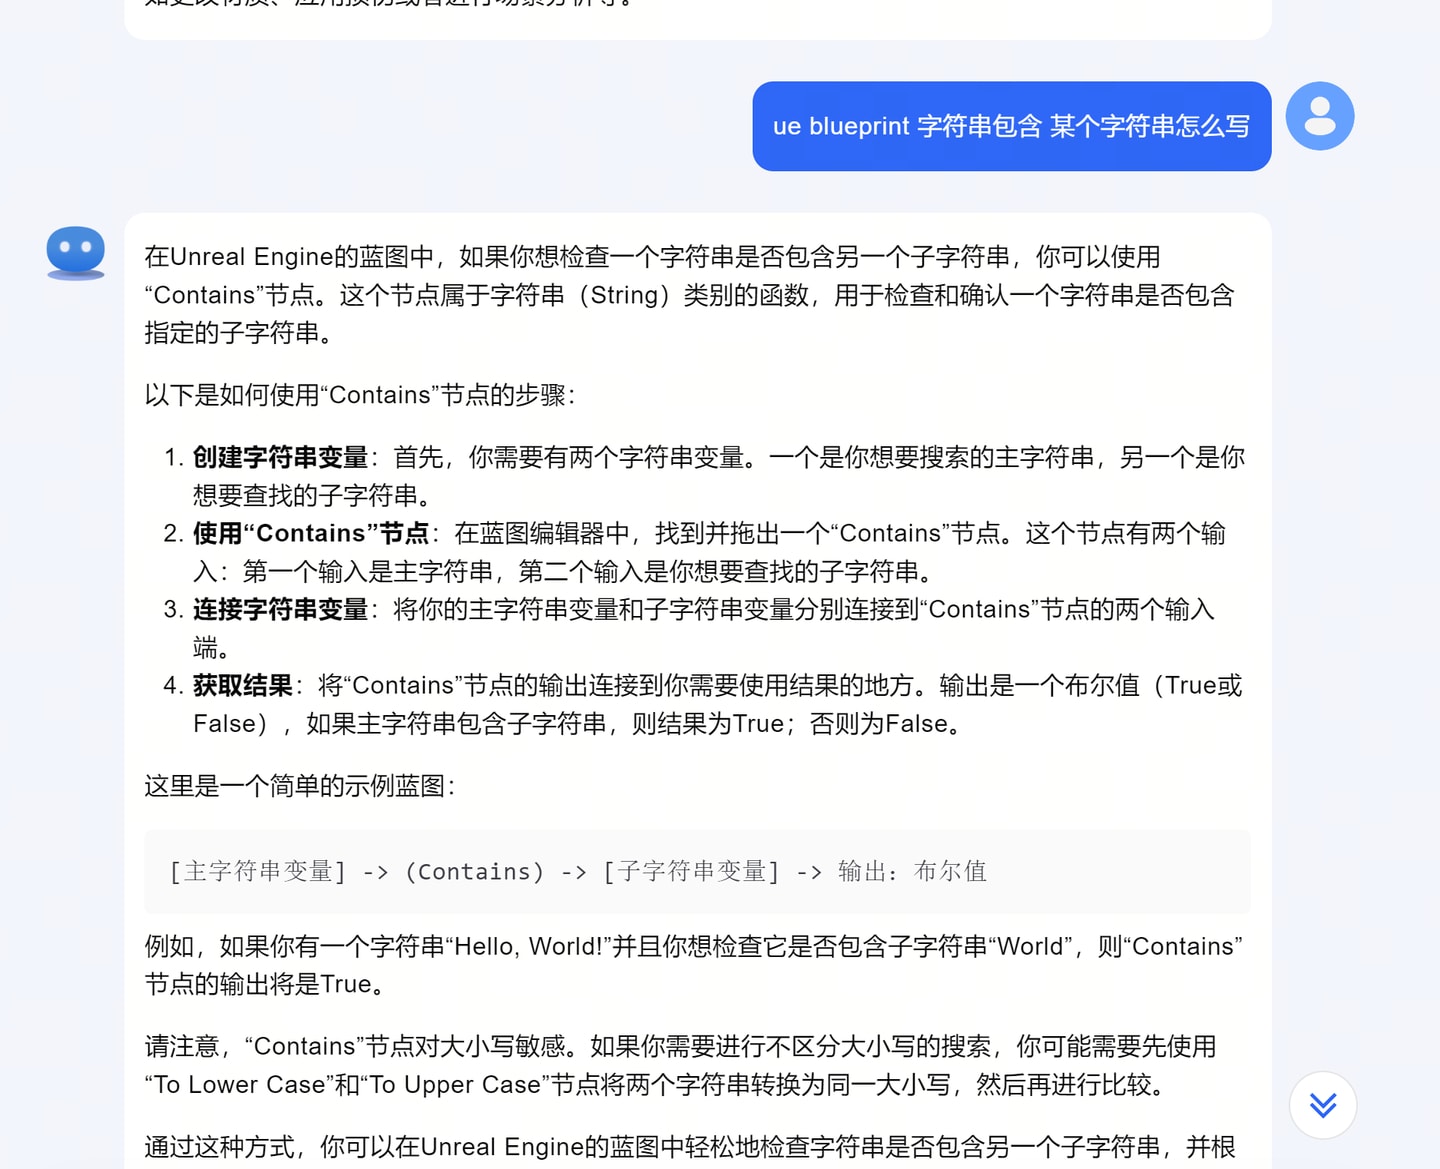 ue blueprint 字符串包含 某个字符串怎么写
在Unreal Engine的蓝图中，如果你想检查一个字符串是否包含另一个子字符串，你可以使用
“Contains”节点。这个节点属于字符串（String）类别的函数，用于检查和确认一个字符串是否包含
指定的子字符串。
以下是如何使用“Contains”节点的步骤：
1. 创建字符串变量：首先，你需要有两个字符串变量。一个是你想要搜索的主字符串，另一个是你
想要查找的子字符串。
2. 使用“Contains”节点：在蓝图编辑器中，找到并拖出一个“Contains”节点。这个节点有两个输
入：第一个输入是主字符串，第二个输入是你想要查找的子字符串。
3. 连接字符串变量：将你的主字符串变量和子字符串变量分别连接到“Contains”节点的两个输入
端。
4. 获取结果：将“Contains”节点的输出连接到你需要使用结果的地方。输出是一个布尔值（True或
False），如果主字符串包含子字符串，则结果为True；否则为False。
这里是一个简单的示例蓝图：
[主字符串变量] -> (Contains) -> [子字符串变量] -> 输出：布尔值
例如，如果你有一个字符串“Hello, World!”并且你想检查它是否包含子字符串“World”，则“Contains”
节点的输出将是True。
请注意，“Contains”节点对大小写敏感。如果你需要进行不区分大小写的搜索，你可能需要先使用
“To Lower Case”和“To Upper Case”节点将两个字符串转换为同一大小写，然后再进行比较。
通过这种方式，你可以在Unreal Engine的蓝图中轻松地检查字符串是否包含另一个子字符串，并根